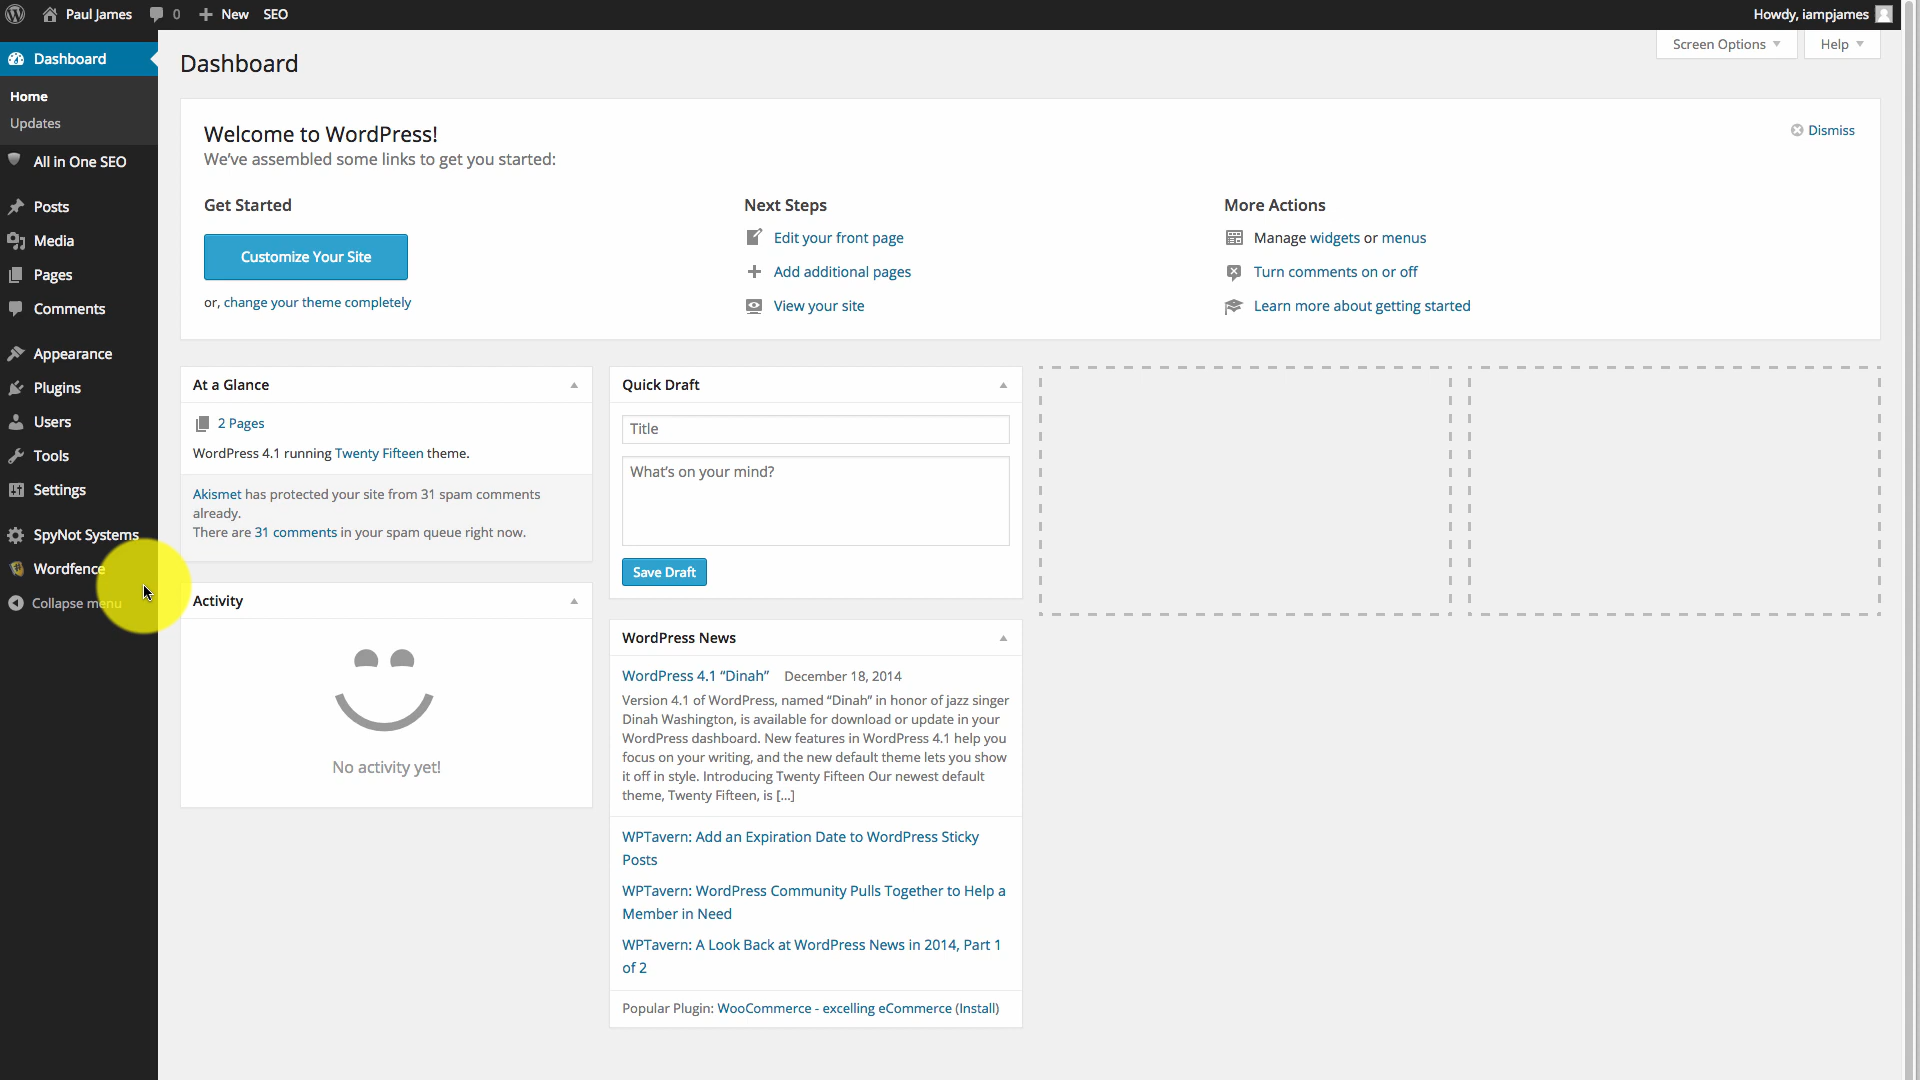 Paul James
0
New
SEO
Howdy, iampjames
Dashboard
Home
Updates
All in One SEO
Posts
Media
Pages
Comments
Appearance
Plugins
Users
Tools
Settings
SpyNot Systems
Wordfence
Collapse menu
Dashboard
Screen Options
Help
Welcome to WordPress!
We've assembled some links to get you started:
Dismiss
Get Started
Customize Your Site
or, change your theme completely
Next Steps
Edit your front page
Add additional pages
View your site
More Actions
Manage widgets or menus
Turn comments on or off
Learn more about getting started
At a Glance
2 Pages
WordPress 4.1 running Twenty Fifteen theme.
Akismet has protected your site from 31 spam comments
already.
There are 31 comments in your spam queue right now.
Activity
No activity yet!
Quick Draft
Title
What's on your mind?
Save Draft
WordPress News
WordPress 4.1 “Dinah” December 18, 2014
Version 4.1 of WordPress, named “Dinah” in honor of jazz singer
Dinah Washington, is available for download or update in your
WordPress dashboard. New features in WordPress 4.1 help you
focus on your writing, and the new default theme lets you show
it off in style. Introducing Twenty Fifteen Our newest default
theme, Twenty Fifteen, is [...]
WPTavern: Add an Expiration Date to WordPress Sticky
Posts
WPTavern: WordPress Community Pulls Together to Help a
Member in Need
WPTavern: A Look Back at WordPress News in 2014, Part 1
of 2
Popular Plugin: WooCommerce - excelling eCommerce (Install)